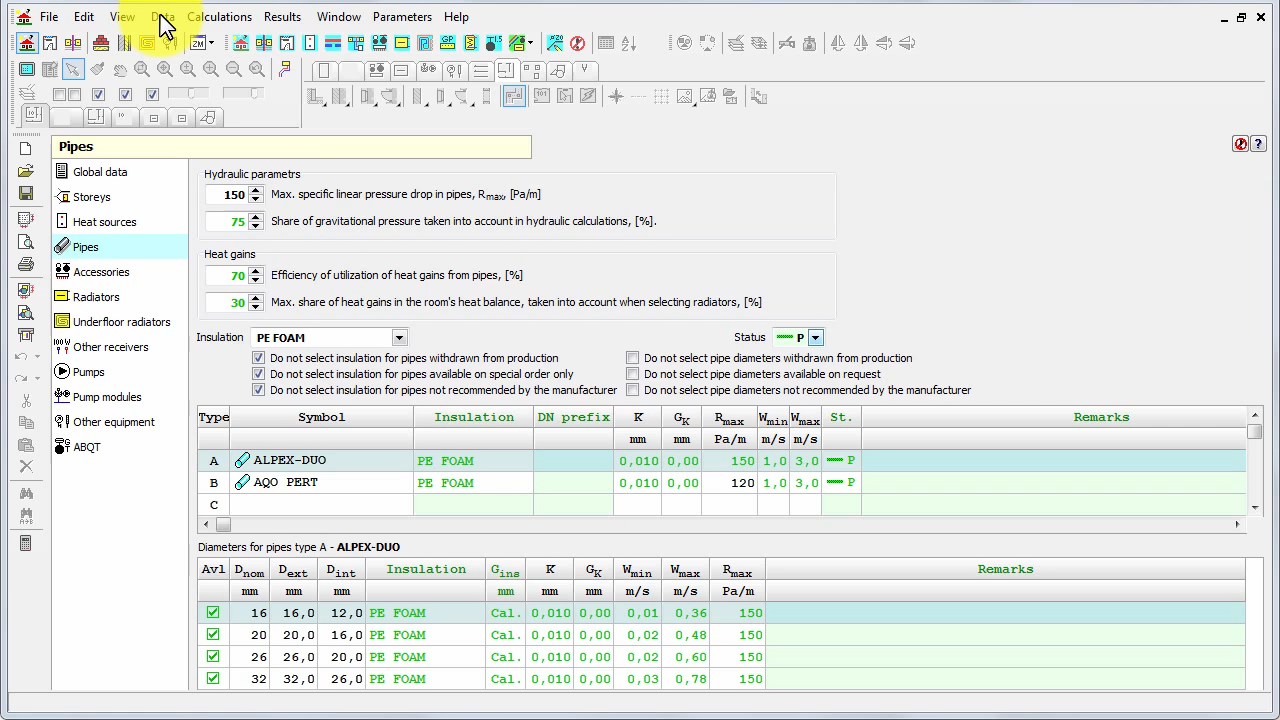 File Edit View Data Calculations Results Window Parameters Help
ZM
Pipes
Global data
Storeys
Heat sources
Pipes
Accessories
Radiators
Underfloor radiators
Other receivers
Pumps
Pump modules
Other equipment
ABQT
Hydraulic parametrs
150 Max. specific linear pressure drop in pipes, Rmax, [Pa/m]
75 Share of gravitational pressure taken into account in hydraulic calculations, [%].
Heat gains
70 Efficiency of utilization of heat gains from pipes, [%]
30 Max. share of heat gains in the room's heat balance, taken into account when selecting radiators, [%]
Insulation PE FOAM Status P
Do not select insulation for pipes withdrawn from production Do not select pipe diameters withdrawn from production
Do not select insulation for pipes available on special order only Do not select pipe diameters available on request
Do not select insulation for pipes not recommended by the manufacturer Do not select pipe diameters not recommended by the manufacturer
Type Symbol Insulation DN prefix K GK Rmax Wmin Wmax St. Remarks
mm mm Pa/m m/s m/s
A ALPEX-DUO PE FOAM 0,010 0,00 150 1,0 3,0 P
B AQO PERT PE FOAM 0,010 0,00 120 1,0 3,0 P
C
Diameters for pipes type A - ALPEX-DUO
Avl Dnom Dext Dint Insulation Gins K GK Wmin Wmax Rmax Remarks
mm mm mm mm mm mm m/s m/s Pa/m
16 16,0 12,0 PE FOAM Cal. 0,010 0,00 0,01 0,36 150
20 20,0 16,0 PE FOAM Cal. 0,010 0,00 0,02 0,48 150
26 26,0 20,0 PE FOAM Cal. 0,010 0,00 0,02 0,60 150
32 32,0 26,0 PE FOAM Cal. 0,010 0,00 0,03 0,78 150